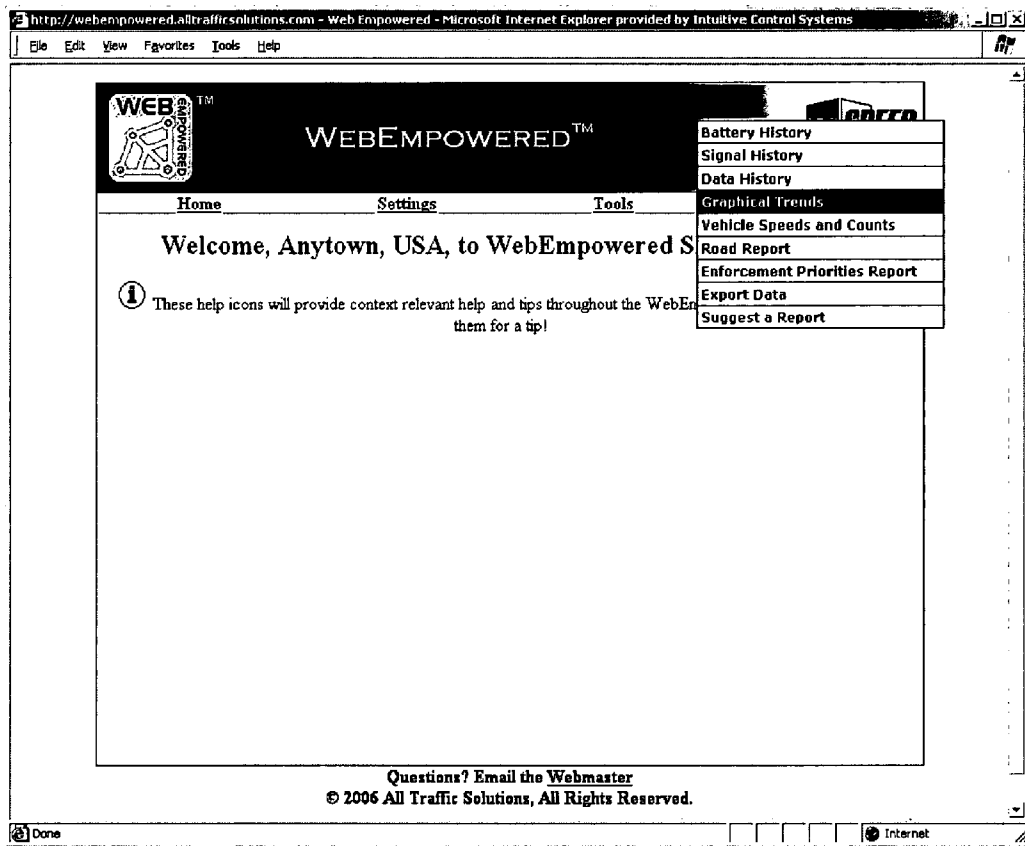 http://webempowered.alltrafficsolutions.com - Web Empowered - Microsoft Internet Explorer provided by Intuitive Control Systems
File Edit View Favorites Tools Help
WEB EMPOWERED TM
WEBEMPOWERED™
SPEED
Battery History
Signal History
Data History
Graphical Trends
Vehicle Speeds and Counts
Road Report
Enforcement Priorities Report
Export Data
Suggest a Report
Home Settings Tools
Welcome, Anytown, USA, to WebEmpowered S
These help icons will provide context relevant help and tips throughout the WebEm
them for a tip!
Questions? Email the Webmaster
© 2006 All Traffic Solutions, All Rights Reserved.
Done
Internet